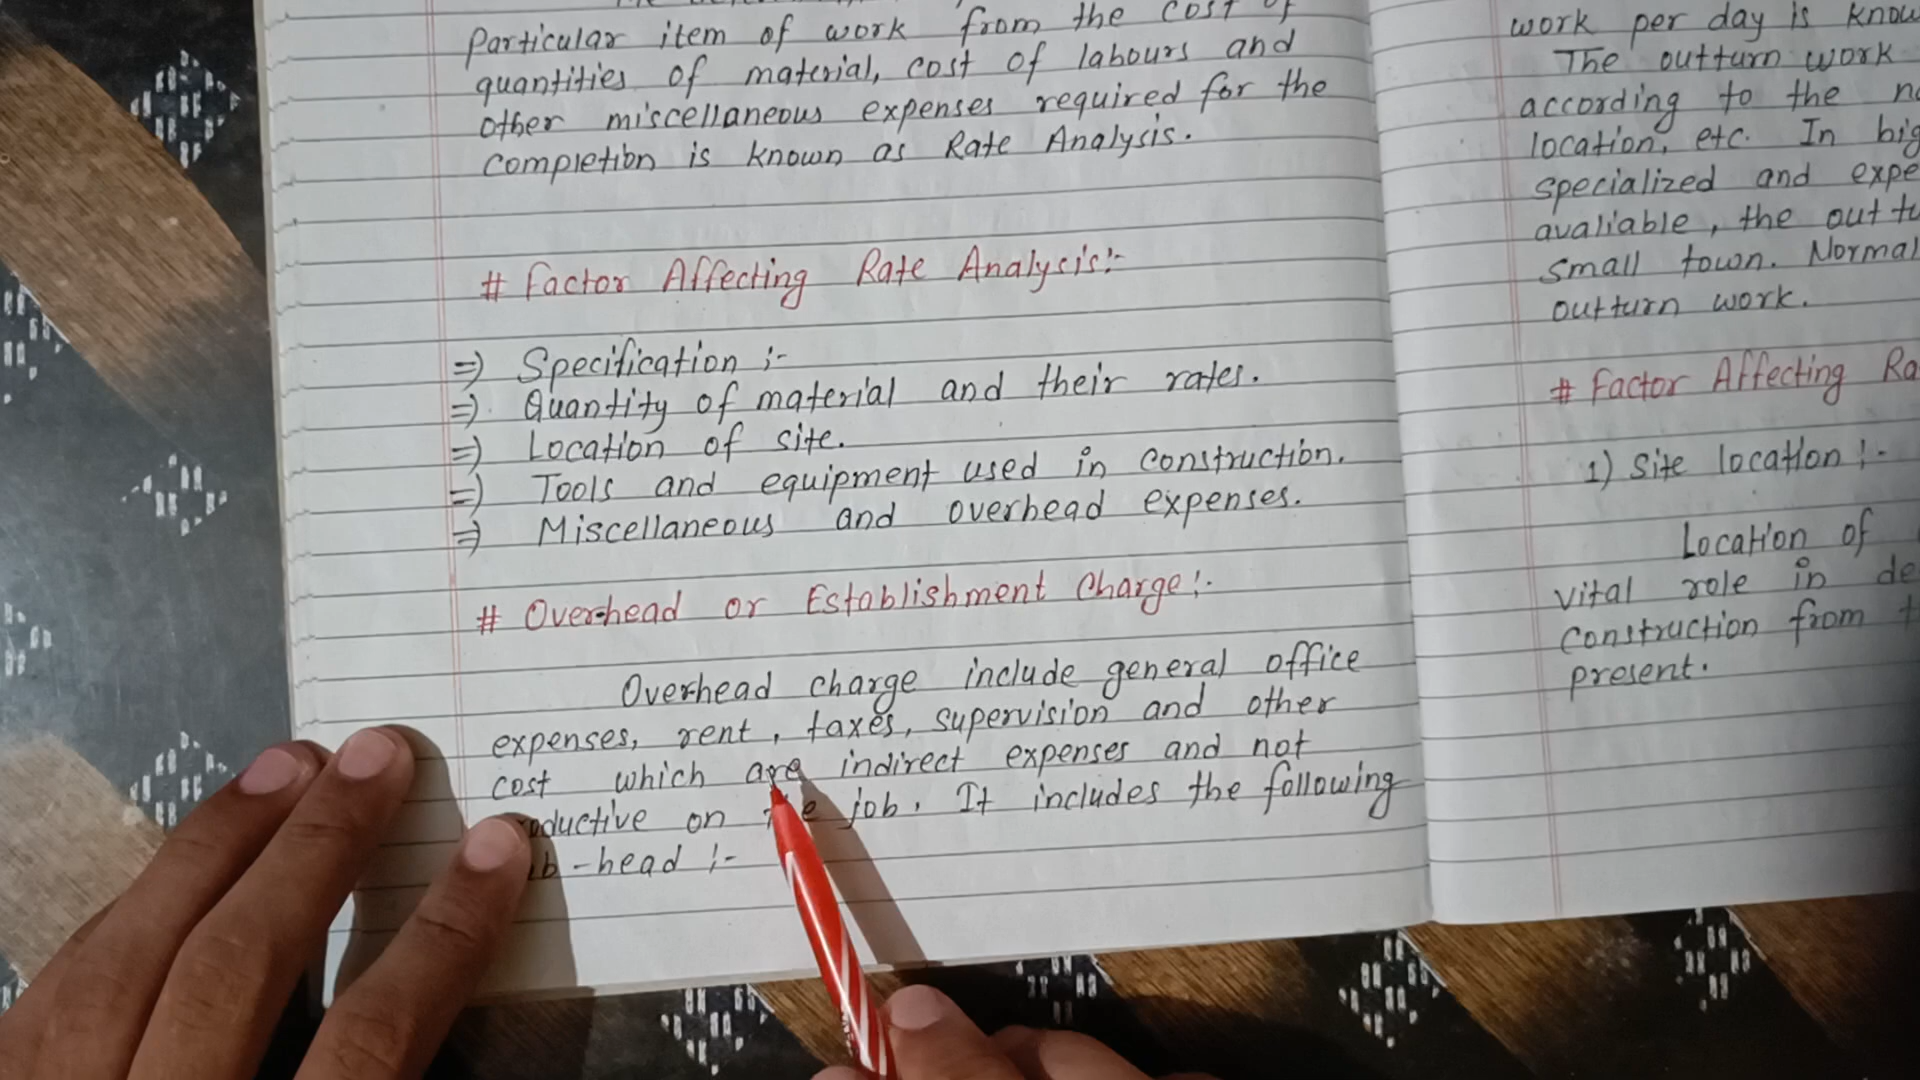 particular item of work from the cost of
quantities of material, cost of labours and
other miscellaneous expenses required for the
completion is known as Rate Analysis.
# Factor Affecting Rate Analysis:-
=) Specification :-
=) Quantity of material and their rates.
=) Location of site.
=) Tools and equipment used in construction.
=) Miscellaneous and overhead expenses.
# Overhead or Establishment Charge:-
Overhead charge include general office
expenses, rent, taxes, supervision and other
cost which are indirect expenses and not
on the job. It includes the following
-head :-
work per day is
The outturn work
according to the
location, etc. In
specialized and
avaliable, the
small town.
outturn work.
# Factor Affecting
1) Site location :-
Location of
vital role in
construction from
present.